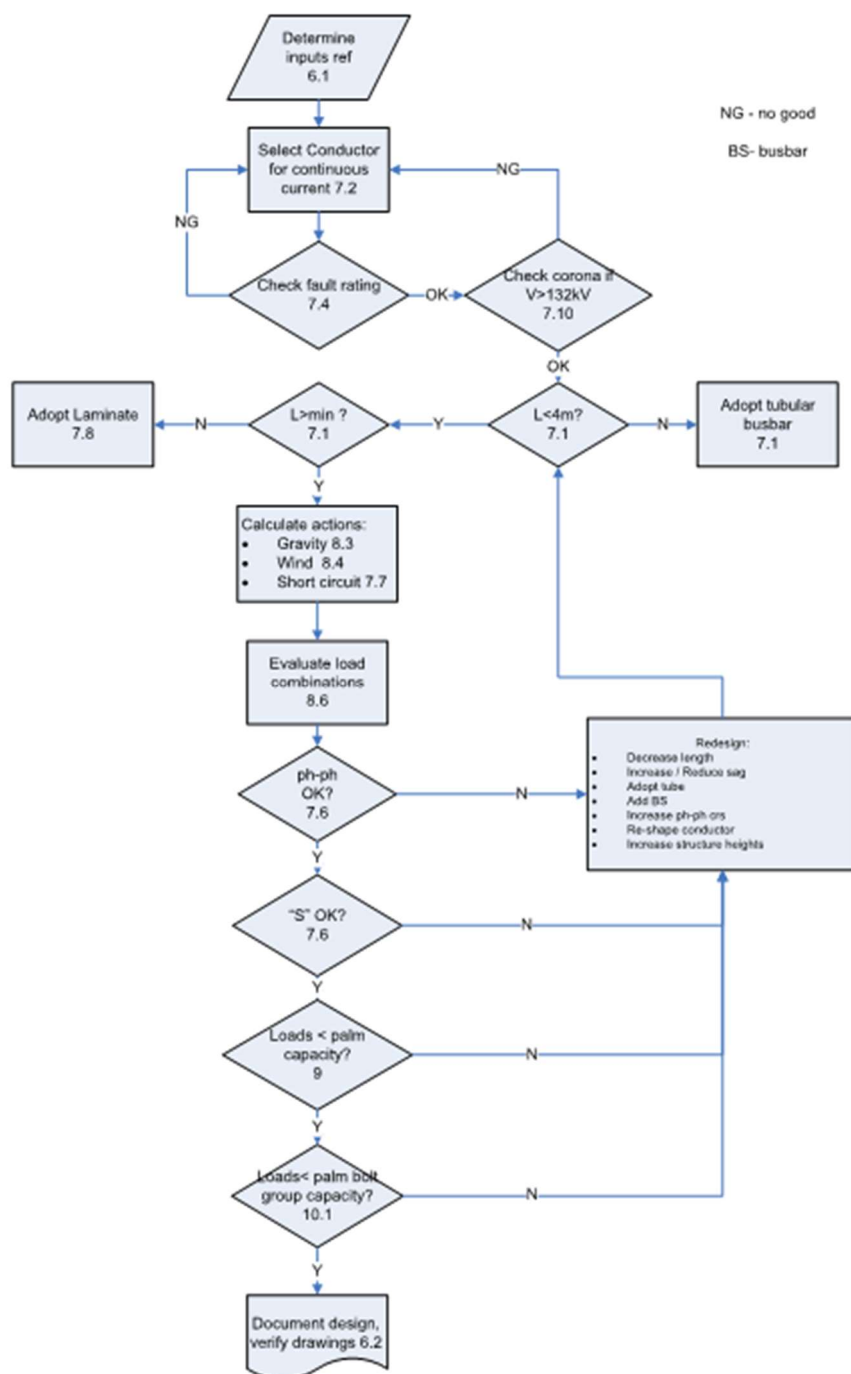 Determine
inputs ref
6.1
NG - no good
BS- busbar
Select Conductor
for continuous
current 7.2
NG
NG
Check fault rating
7.4
OK
Check corona if
V>132kV
7.10
OK
Adopt Laminate
7.8
N
L>min ?
7.1
Y
L<4m?
7.1
N
Adopt tubular
busbar
7.1
Y
Calculate actions:
• Gravity 8.3
• Wind 8.4
• Short circuit 7.7
Evaluate load
combinations
8.6
Redesign:
• Decrease length
• Increase / Reduce sag
• Adopt tube
• Add BS
• Increase ph-ph crs
• Re-shape conductor
• Increase structure heights
ph-ph
OK?
7.6
N
Y
"S" OK?
7.6
N
Y
Loads < palm
capacity?
9
N
Y
Loads< palm bolt
group capacity?
10.1
N
Y
Document design,
verify drawings 6.2